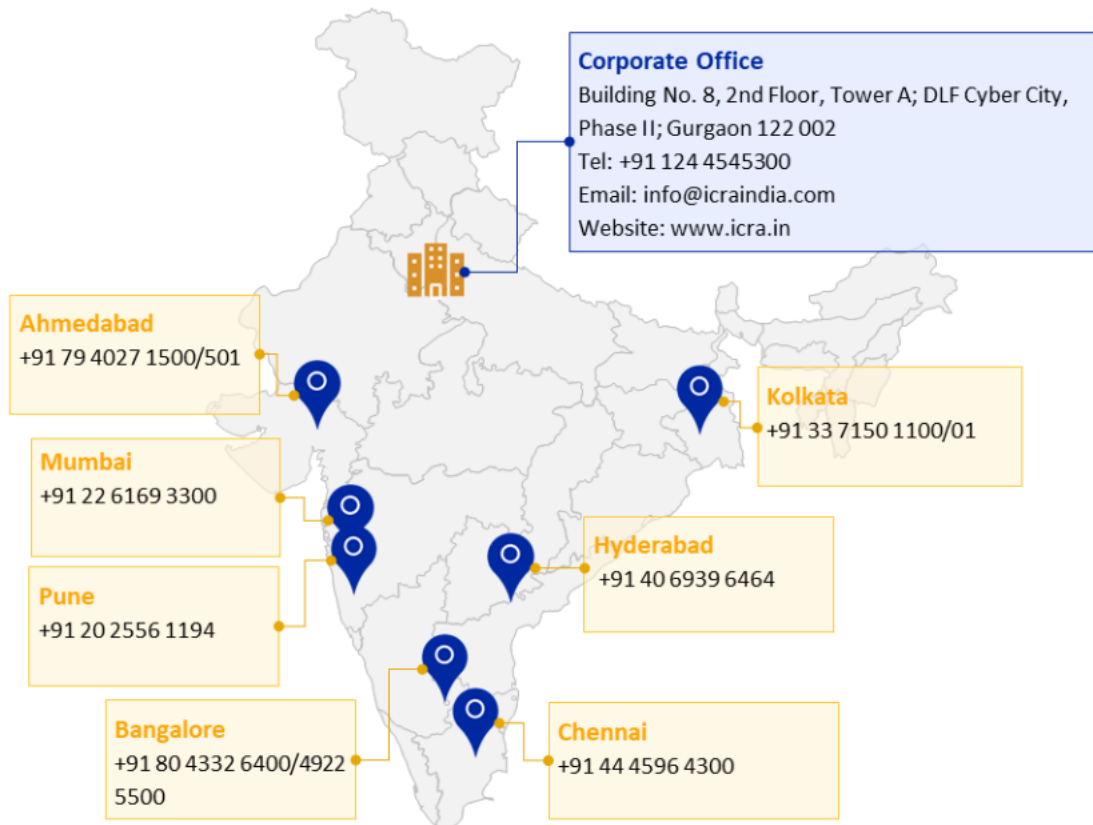 Corporate Office
Building No. 8, 2nd Floor, Tower A; DLF Cyber City,
Phase II; Gurgaon 122 002
Tel: +91 124 4545300
Email: info@icraindia.com
Website: www.icra.in
Ahmedabad
+91 79 4027 1500/501
Kolkata
+91 33 7150 1100/01
Mumbai
+91 22 6169 3300
Hyderabad
+91 40 6939 6464
Pune
+91 20 2556 1194
Bangalore
+91 80 4332 6400/4922
5500
Chennai
+91 44 4596 4300